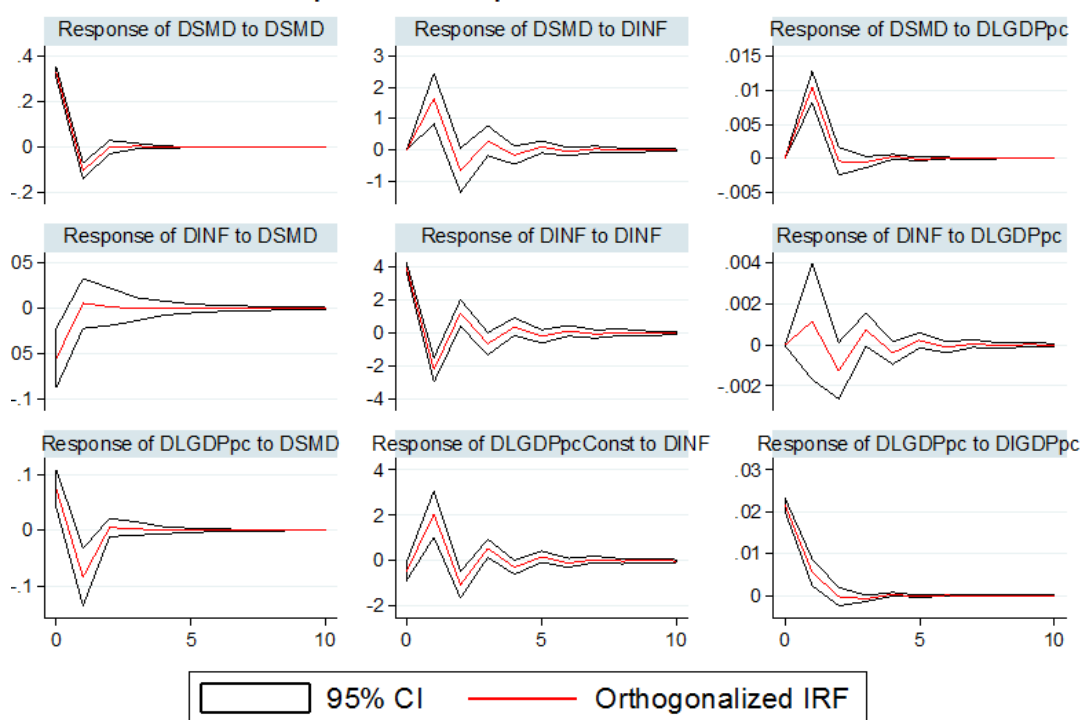 Response of DSMD to DSMD Response of DSMD to DINF Response of DSMD to DLGDPpc
.4 3 .015
.2 2 .010
0 1 .005
-.2 0 0
-1 -.005
Response of DINF to DSMD Response of DINF to DINF Response of DINF to DLGDPpc
05 4 .004
0 2 .002
05 0 0
-.1 -2 -.002
-4
Response of DLGDPpc to DSMD Response of DLGDPpcConst to DINF Response of DLGDPpc to DIGDPpc
.1 4 .03
0 2 .02
-.1 0 .01
-2 0
0 5 10 0 5 10 0 5 10
95% CI Orthogonalized IRF